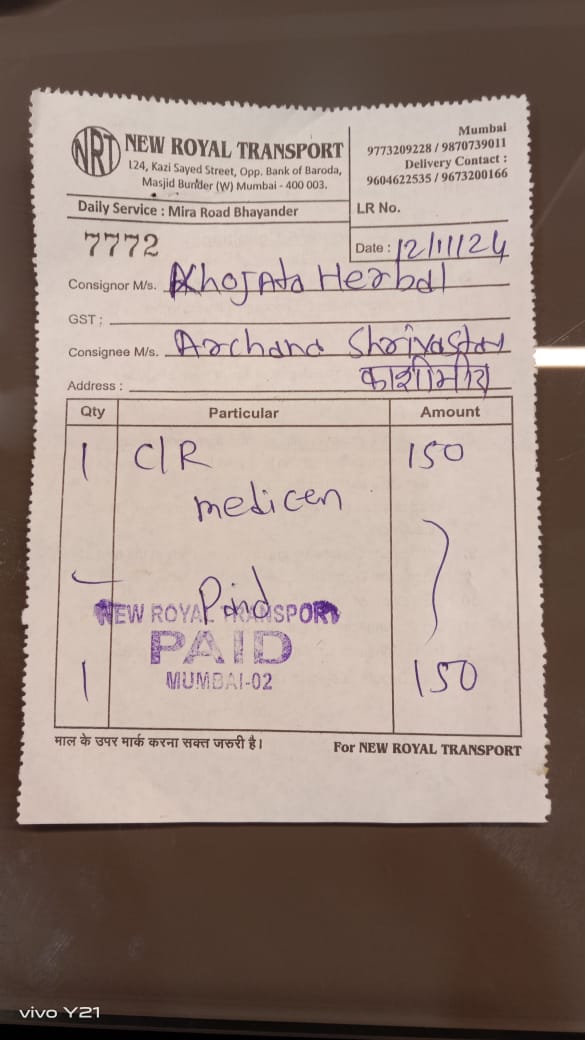 NRT
NEW ROYAL TRANSPORT
124, Kazi Sayed Street, Opp. Bank of Baroda,
Masjid Bunder (W) Mumbai - 400 003.
Mumbai
9773209228 / 9870739011
Delivery Contact :
9604622535 / 9673200166
Daily Service : Mira Road Bhayander
LR No.
7772
Date : 12/11/24
Consignor M/s. Khojata Herbal
GST :
Consignee M/s. Archana Shrivastav
Address : काशीमीरा
Qty Particular Amount
1 C/R 150
medicen
Paid
NEW ROYAL TRANSPORT
PAID
MUMBAI-02
1 150
माल के उपर मार्क करना सक्त जरुरी है।
For NEW ROYAL TRANSPORT
vivo Y21